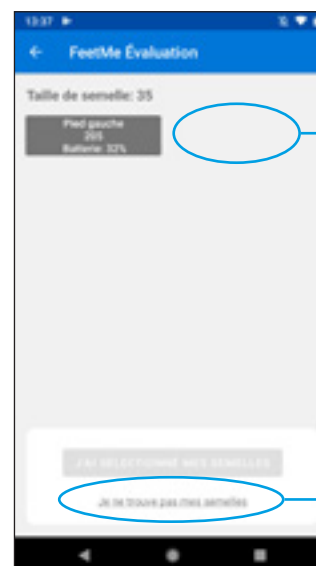 13:37
FeetMe Évaluation
Taille de semelle: 35
Pied gauche
205
Batterie: 32%
J'AI SÉLECTIONNÉ MES SEMELLES
Je ne trouve pas mes semelles